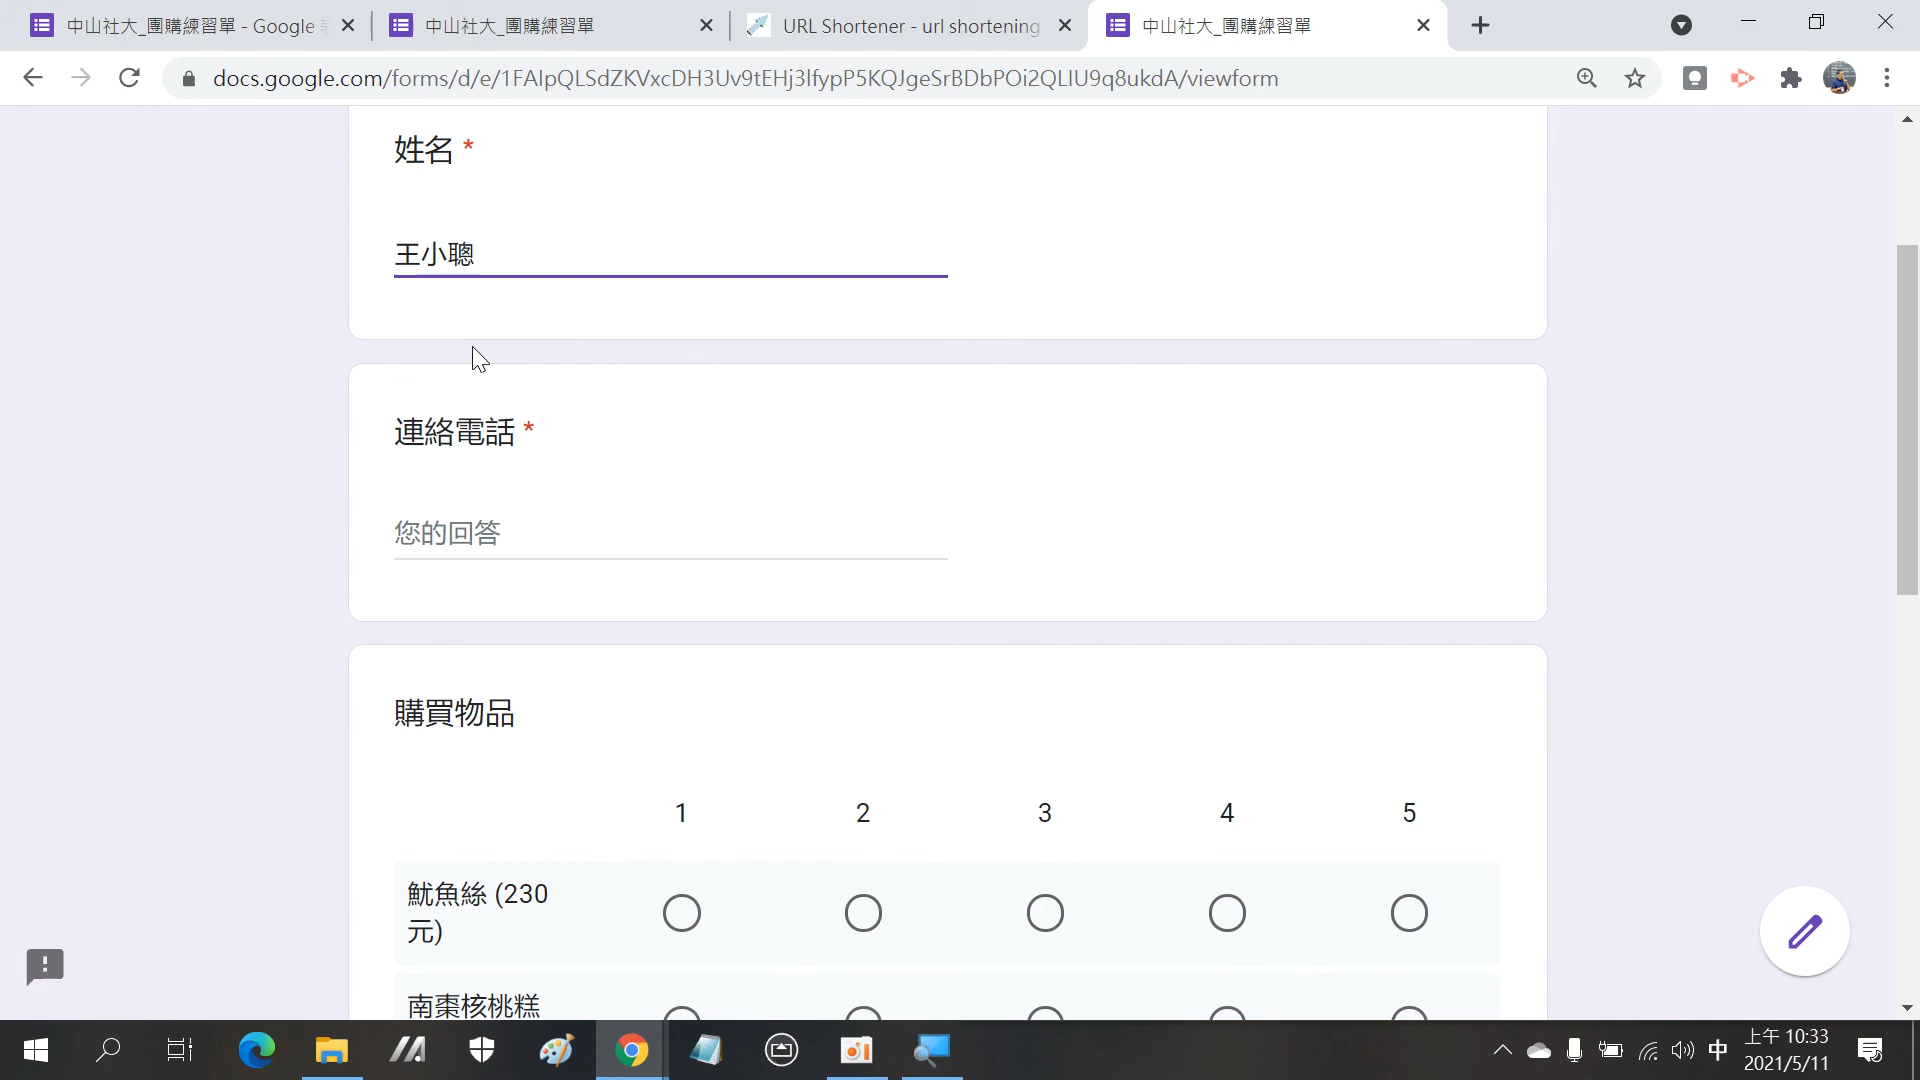 中山社大_團購練習單 - Google
中山社大_團購練習單
URL Shortener - url shortening
中山社大_團購練習單
docs.google.com/forms/d/e/1FAIpQLSdZKVxcDH3Uv9tEHj3lfypP5KQJgeSrBDbPOi2QLIU9q8ukdA/viewform
姓名 *
王小聰
連絡電話 *
您的回答
購買物品
1 2 3 4 5
魷魚絲 (230
元)
南棗核桃糕
中
上午 10:33
2021/5/11